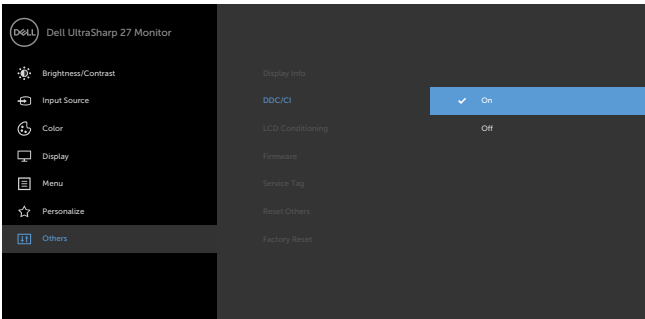 DELL Dell UltraSharp 27 Monitor
Brightness/Contrast Display Info
Input Source DDC/CI On
Color LCD Conditioning Off
Display Firmware
Menu Service Tag
Personalize Reset Others
Others Factory Reset